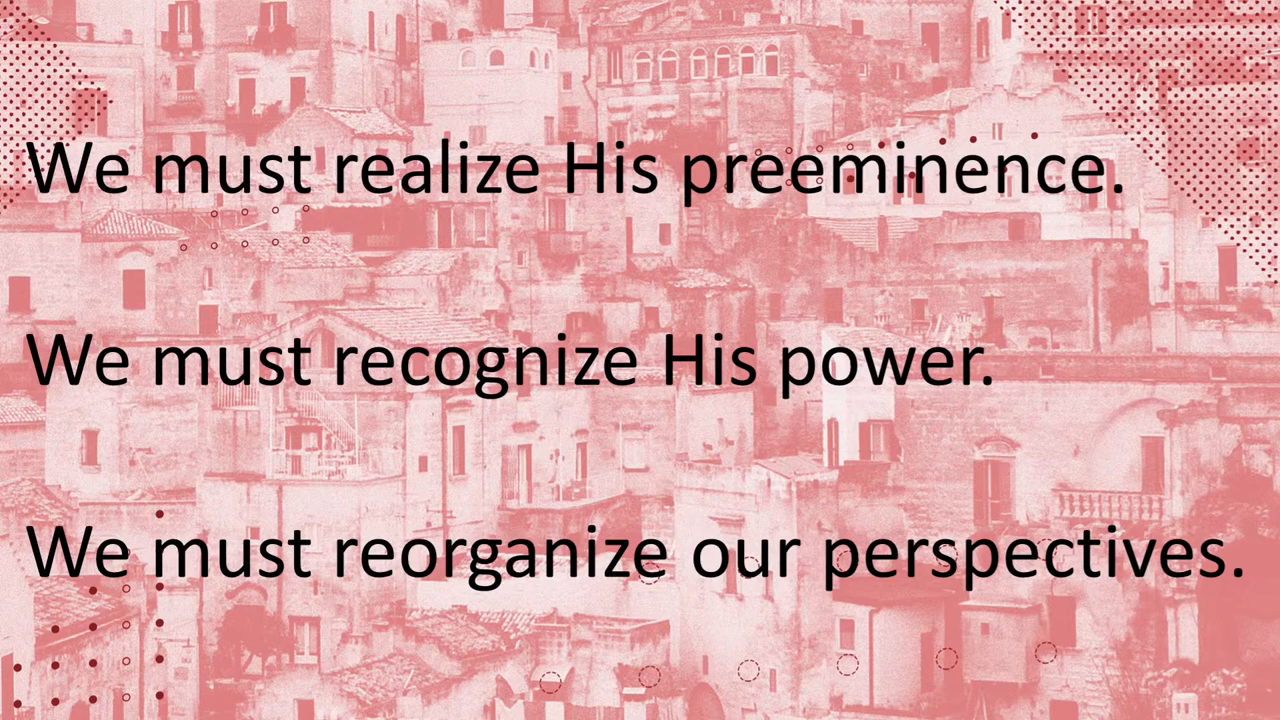 We must realize His preeminence.
We must recognize His power.
We must reorganize our perspectives.